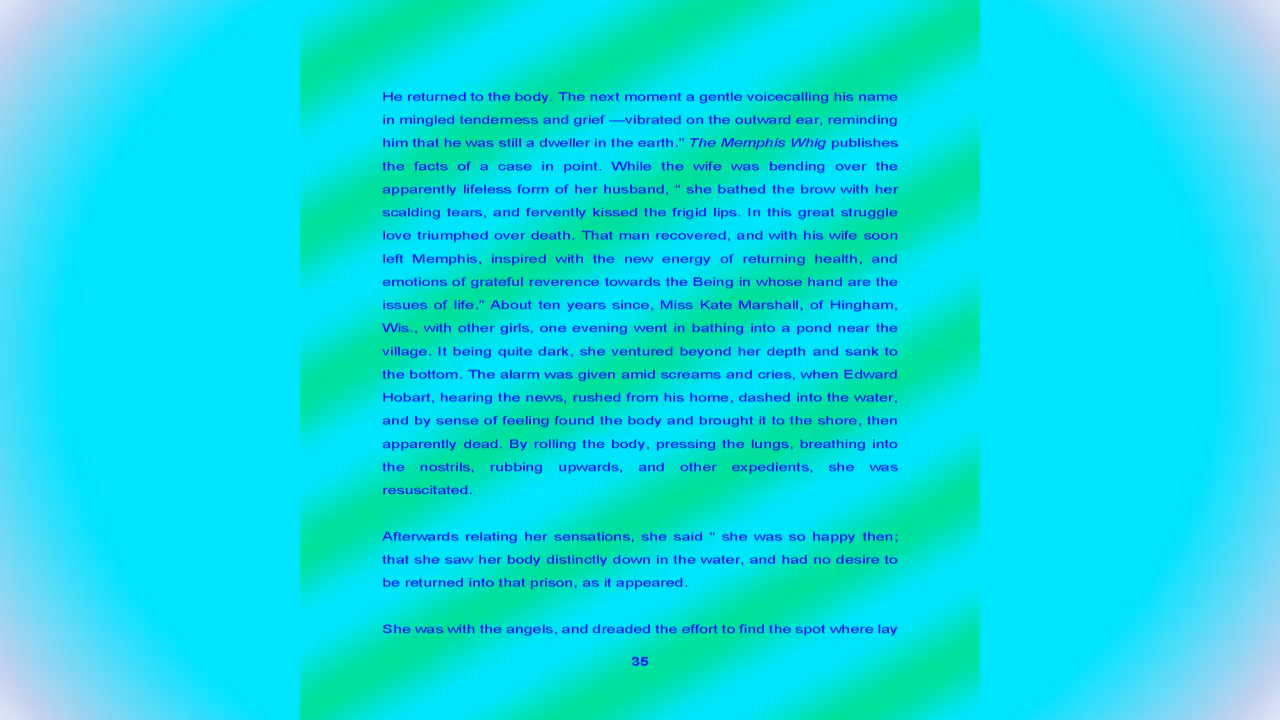 He returned to the body. The next moment a gentle voicecalling his name
in mingled tenderness and grief —vibrated on the outward ear, reminding
him that he was still a dweller in the earth.” The Memphis Whig publishes
the facts of a case in point. While the wife was bending over the
apparently lifeless form of her husband, “ she bathed the brow with her
scalding tears, and fervently kissed the frigid lips. In this great struggle
love triumphed over death. That man recovered, and with his wife soon
left Memphis, inspired with the new energy of returning health, and
emotions of grateful reverence towards the Being in whose hand are the
issues of life.” About ten years since, Miss Kate Marshall, of Hingham,
Wis., with other girls, one evening went in bathing into a pond near the
village. It being quite dark, she ventured beyond her depth and sank to
the bottom. The alarm was given amid screams and cries, when Edward
Hobart, hearing the news, rushed from his home, dashed into the water,
and by sense of feeling found the body and brought it to the shore, then
apparently dead. By rolling the body, pressing the lungs, breathing into
the nostrils, rubbing upwards, and other expedients, she was
resuscitated.
Afterwards relating her sensations, she said “ she was so happy then;
that she saw her body distinctly down in the water, and had no desire to
be returned into that prison, as it appeared.
She was with the angels, and dreaded the effort to find the spot where lay
35